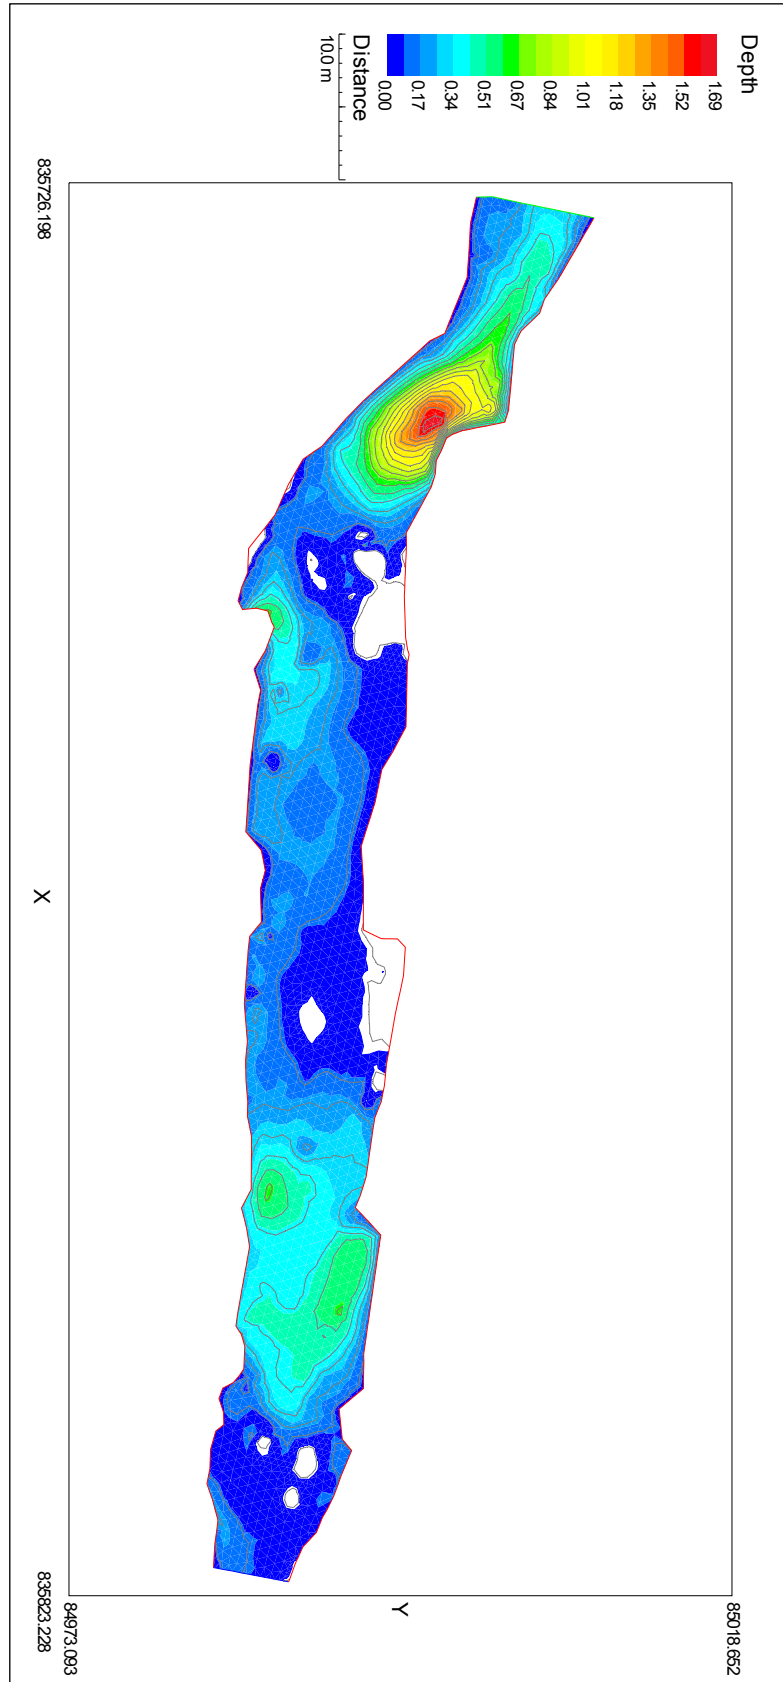 Depth
0.00 0.17 0.34 0.51 0.67 0.84 1.01 1.18 1.35 1.52 1.69
Distance
10.0 m
85018.652
Y
84973.093
835726.198
X
835823.228